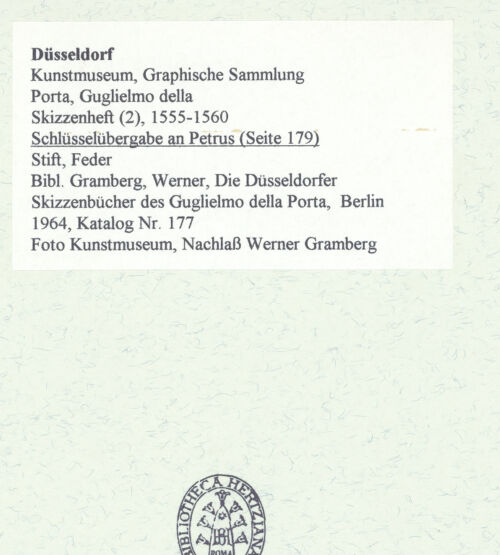 Düsseldorf
Kunstmuseum, Graphische Sammlung
Porta, Guglielmo della
Skizzenheft (2), 1555-1560
Schlüsselübergabe an Petrus (Seite 179)
Stift, Feder
Bibl. Gramberg, Werner, Die Düsseldorfer
Skizzenbücher des Guglielmo della Porta,  Berlin
1964, Katalog Nr. 177
Foto Kunstmuseum, Nachlaß Werner Gramberg
BIBLIOTHECA HERTZIANA
ROMA